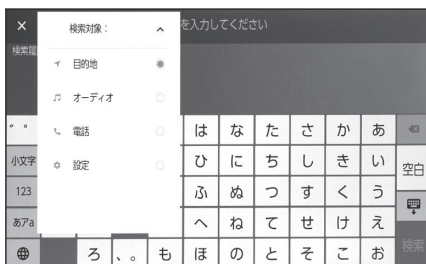 検索対象：
を入力してください
検索履
目的地
オーディオ
電話
設定
゛゜ は な た さ か あ
小文字 ひ に ち し き い 空白
123 ふ ぬ つ す く う
あアa へ ね て せ け え
ろ 、。 も ほ の と そ こ お 検索